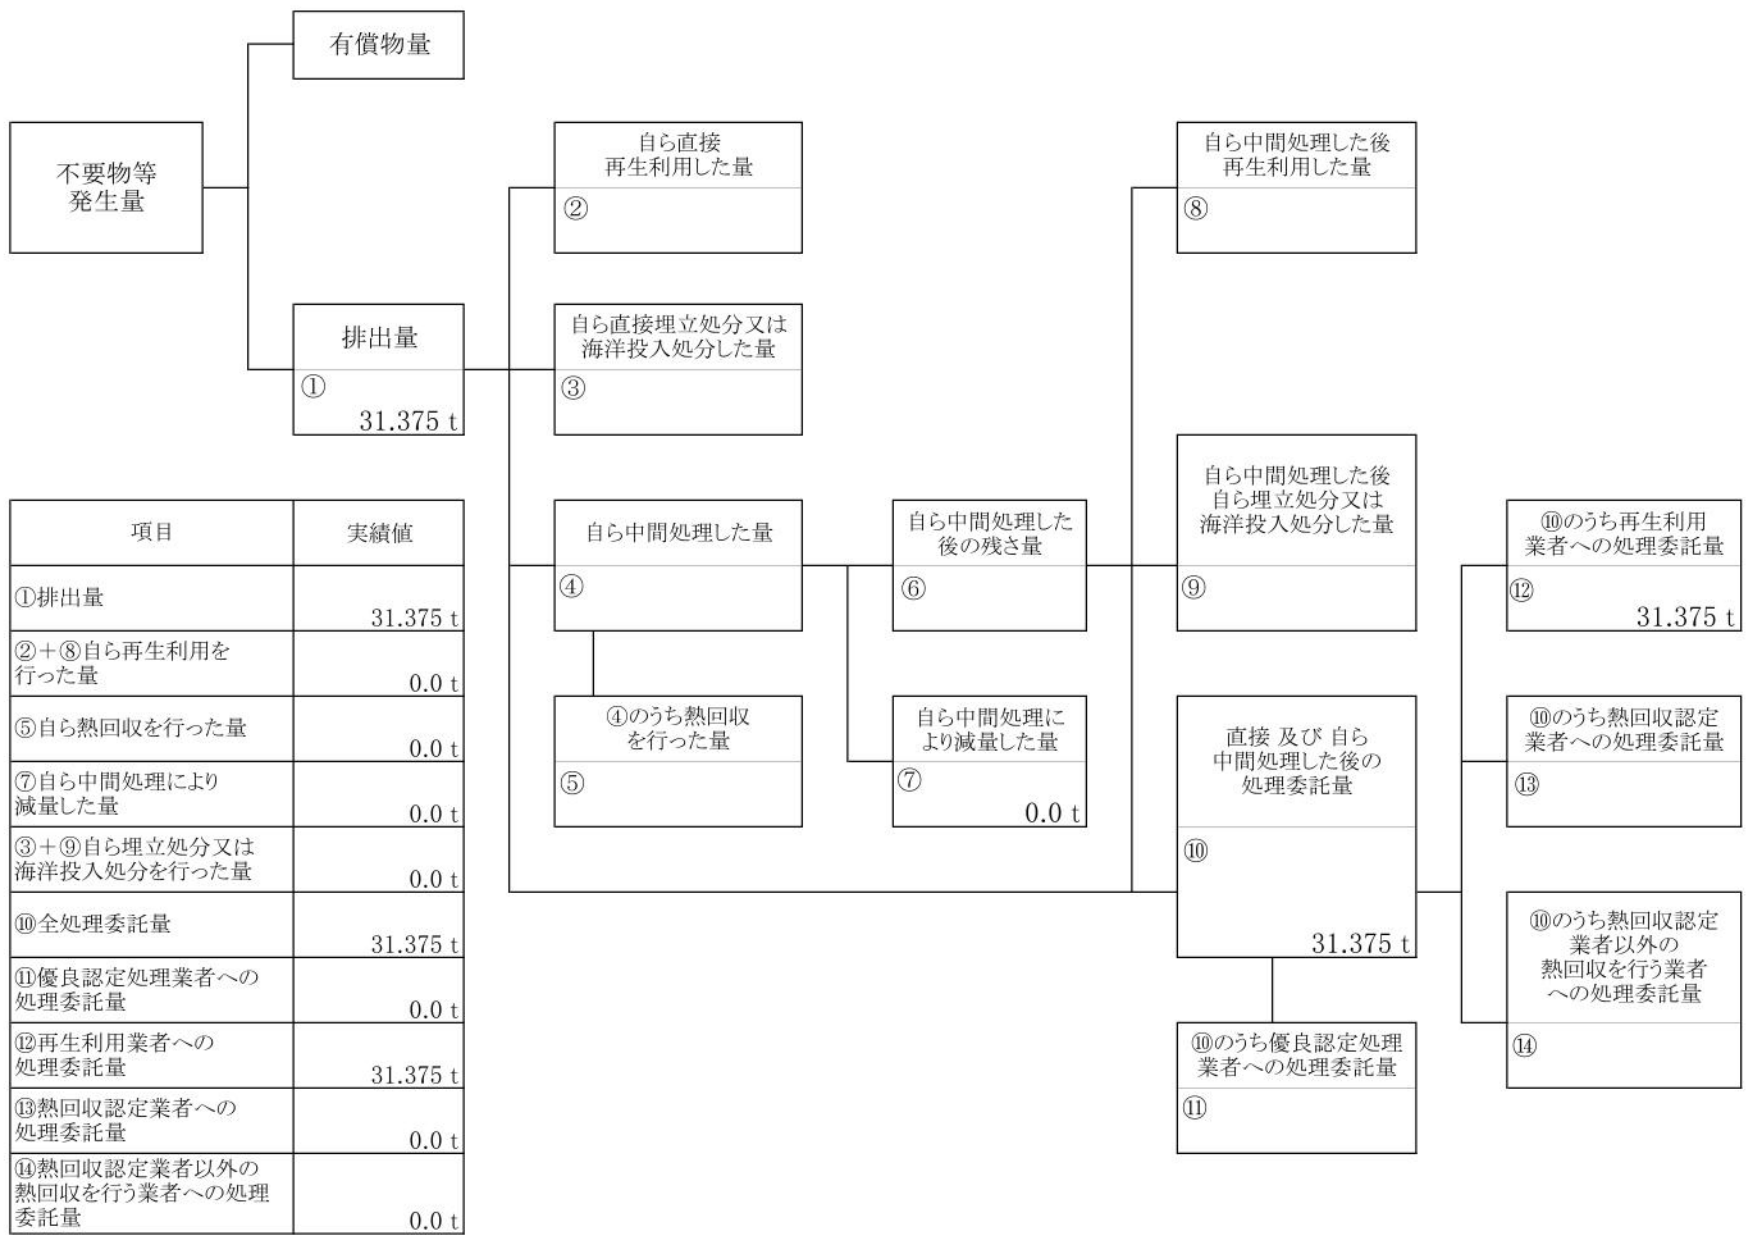 有償物量
不要物等
発生量
排出量
①
31.375 t
自ら直接
再生利用した量
②
自ら直接埋立処分又は
海洋投入処分した量
③
自ら中間処理した量
④
④のうち熱回収
を行った量
⑤
自ら中間処理した
後の残さ量
⑥
自ら中間処理に
より減量した量
⑦
0.0 t
自ら中間処理した後
再生利用した量
⑧
自ら中間処理した後
自ら埋立処分又は
海洋投入処分した量
⑨
直接 及び 自ら
中間処理した後の
処理委託量
⑩
31.375 t
⑩のうち優良認定処理
業者への処理委託量
⑪
⑩のうち再生利用
業者への処理委託量
⑫
31.375 t
⑩のうち熱回収認定
業者への処理委託量
⑬
⑩のうち熱回収認定
業者以外の
熱回収を行う業者
への処理委託量
⑭
項目 実績値
①排出量
31.375 t
②＋⑧自ら再生利用を
行った量
0.0 t
⑤自ら熱回収を行った量
0.0 t
⑦自ら中間処理により
減量した量
0.0 t
③＋⑨自ら埋立処分又は
海洋投入処分を行った量
0.0 t
⑩全処理委託量
31.375 t
⑪優良認定処理業者への
処理委託量
0.0 t
⑫再生利用業者への
処理委託量
31.375 t
⑬熱回収認定業者への
処理委託量
0.0 t
⑭熱回収認定業者以外の
熱回収を行う業者への処理
委託量
0.0 t